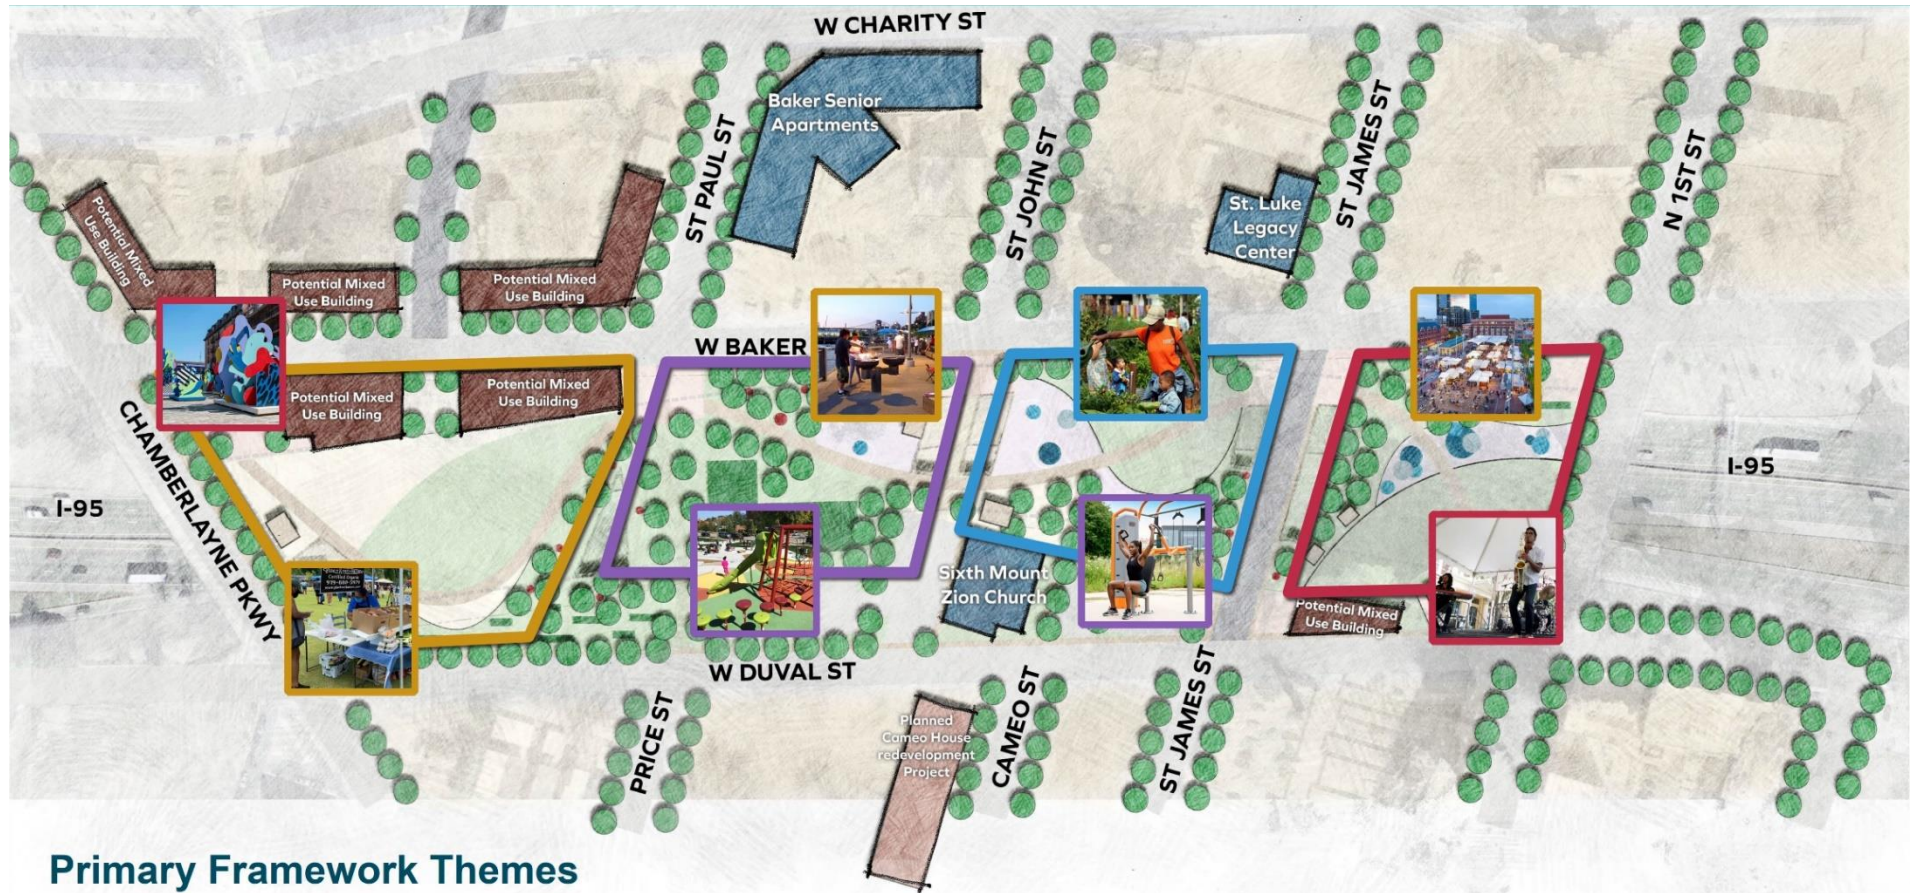 W CHARITY ST
Baker Senior
Apartments
ST PAUL ST
ST JOHN ST
ST JAMES ST
N 1ST ST
St. Luke
Legacy
Center
Potential Mixed
Use Building
Potential Mixed
Use Building
Potential Mixed
Use Building
W BAKER
Potential Mixed
Use Building
Potential Mixed
Use Building
CHAMBERLAYNE PKWY
I-95
I-95
Sixth Mount
Zion Church
Potential Mixed
Use Building
W DUVAL ST
PRICE ST
Planned
Cameo House
redevelopment
Project
CAMEO ST
ST JAMES ST
Primary Framework Themes